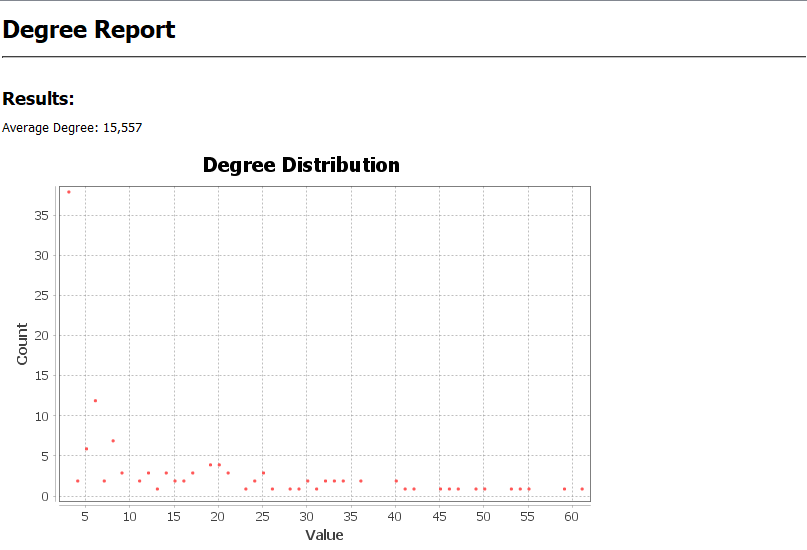 Degree Report
Results:
Average Degree: 15,557
Degree Distribution
35
30
25
20
15
10
5
0
Count
5 10 15 20 25 30 35 40 45 50 55 60
Value